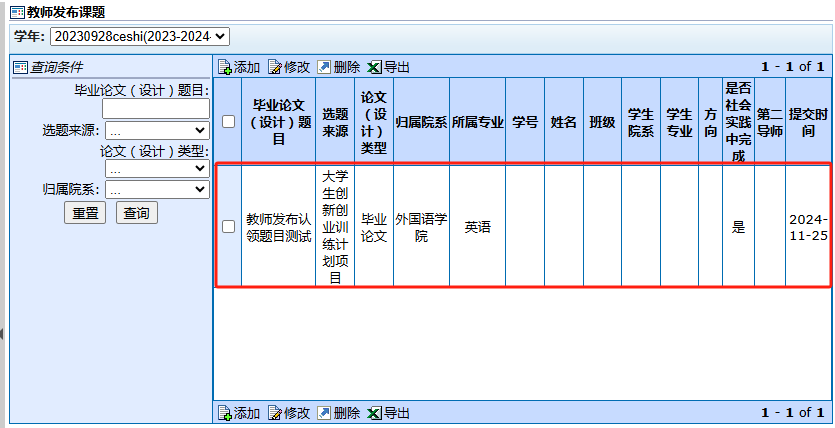 教师发布课题
学年: 20230928ceshi(2023-2024-
查询条件
毕业论文（设计）题目:
选题来源: ...
论文（设计）类型:
...
归属院系: ...
重置 查询
添加 修改 删除 导出 1 - 1 of 1
毕业论文（设计）题目 选题来源 论文（设计）类型 归属院系 所属专业 学号 姓名 班级 学生院系 学生专业 方向 是否社会实践中完成 第二导师 提交时间
教师发布认领题目测试 大学生创新创业训练计划项目 毕业论文 外国语学院 英语 是 2024-11-25
添加 修改 删除 导出 1 - 1 of 1